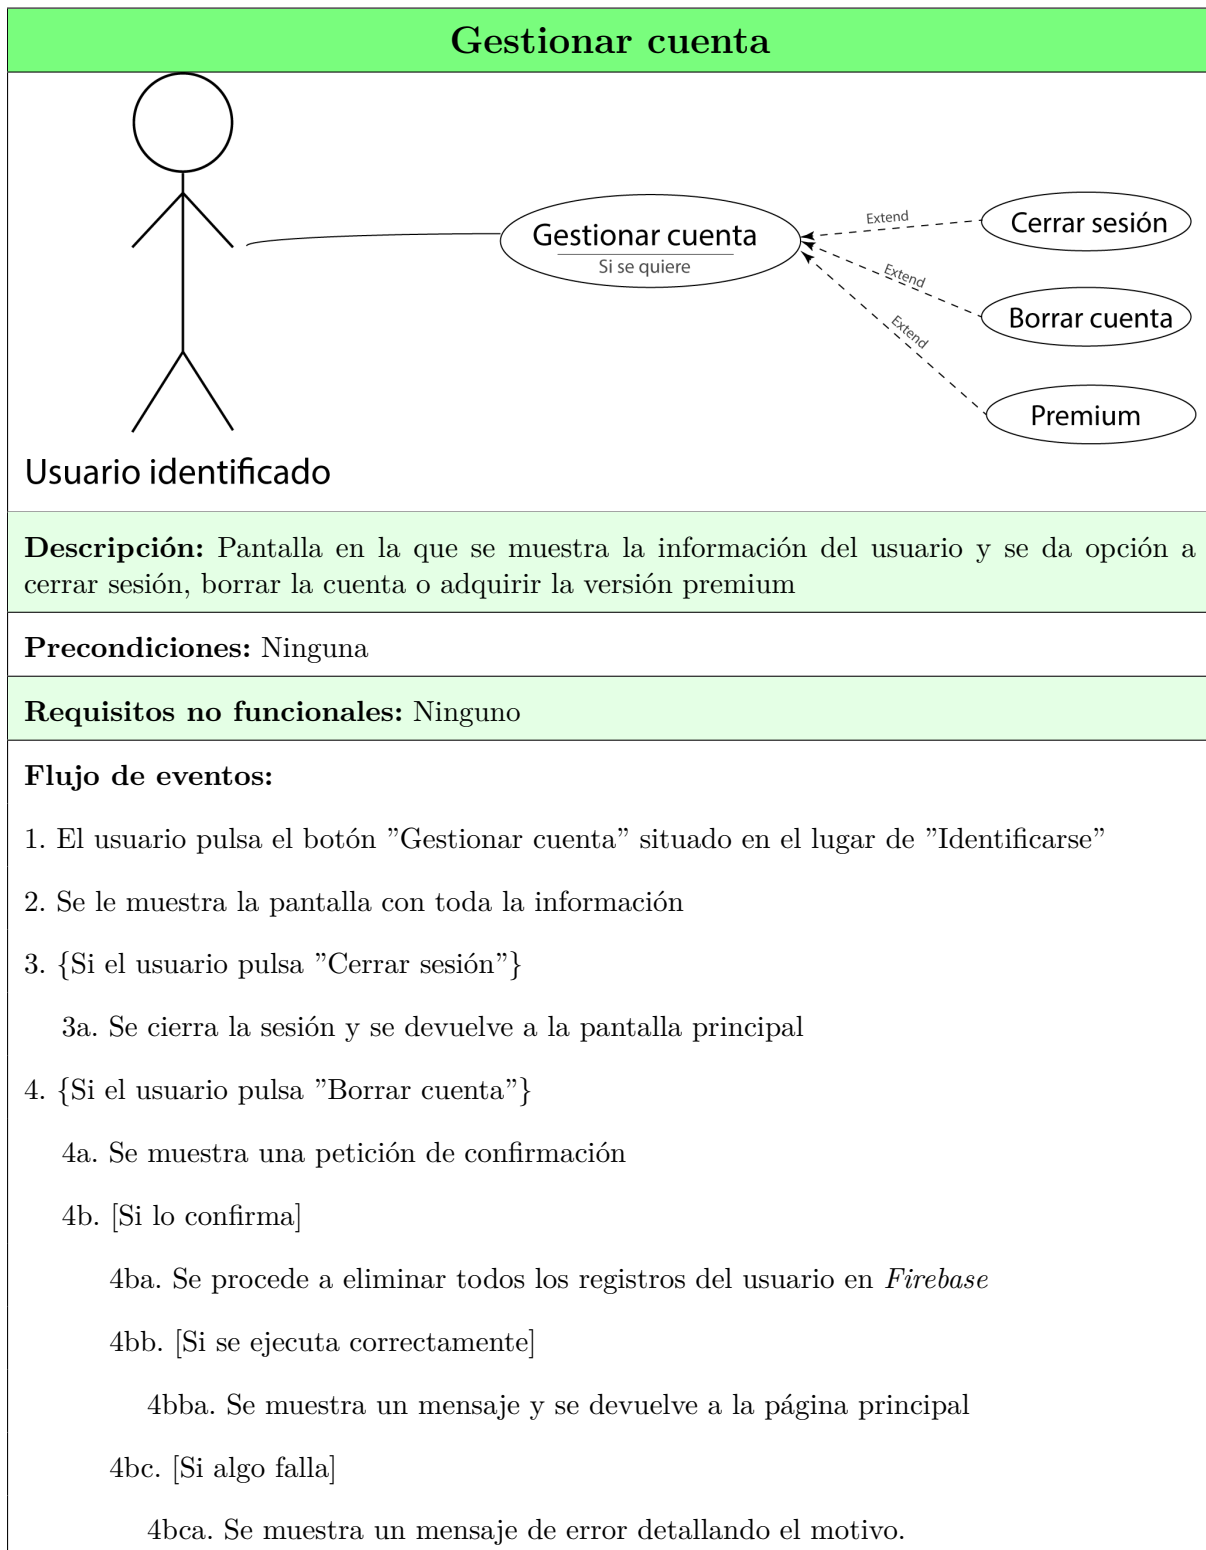 Gestionar cuenta
Gestionar cuenta
Si se quiere
Extend
Cerrar sesión
Extend
Borrar cuenta
Extend
Premium
Usuario identificado
Descripción: Pantalla en la que se muestra la información del usuario y se da opción a
cerrar sesión, borrar la cuenta o adquirir la versión premium
Precondiciones: Ninguna
Requisitos no funcionales: Ninguno
Flujo de eventos:
1. El usuario pulsa el botón ”Gestionar cuenta” situado en el lugar de ”Identificarse”
2. Se le muestra la pantalla con toda la información
3. {Si el usuario pulsa ”Cerrar sesión”}
3a. Se cierra la sesión y se devuelve a la pantalla principal
4. {Si el usuario pulsa ”Borrar cuenta”}
4a. Se muestra una petición de confirmación
4b. [Si lo confirma]
4ba. Se procede a eliminar todos los registros del usuario en Firebase
4bb. [Si se ejecuta correctamente]
4bba. Se muestra un mensaje y se devuelve a la página principal
4bc. [Si algo falla]
4bca. Se muestra un mensaje de error detallando el motivo.